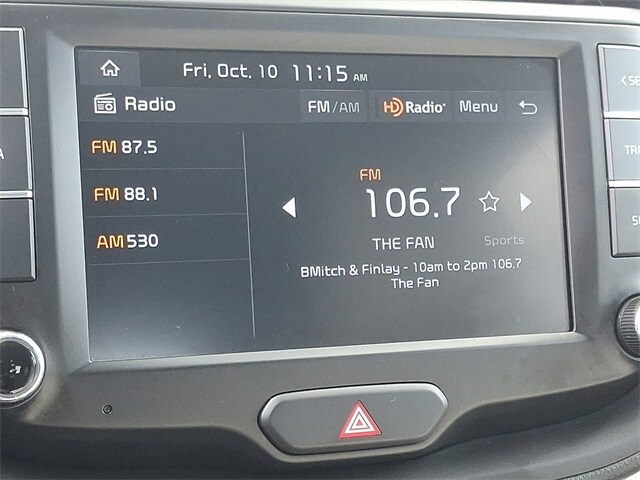 Fri, Oct. 10 11:15 AM
Radio FM/AM HD Radio Menu
FM 87.5
FM 88.1
AM 530
FM
106.7
THE FAN Sports
BMitch & Finlay - 10am to 2pm 106.7
The Fan